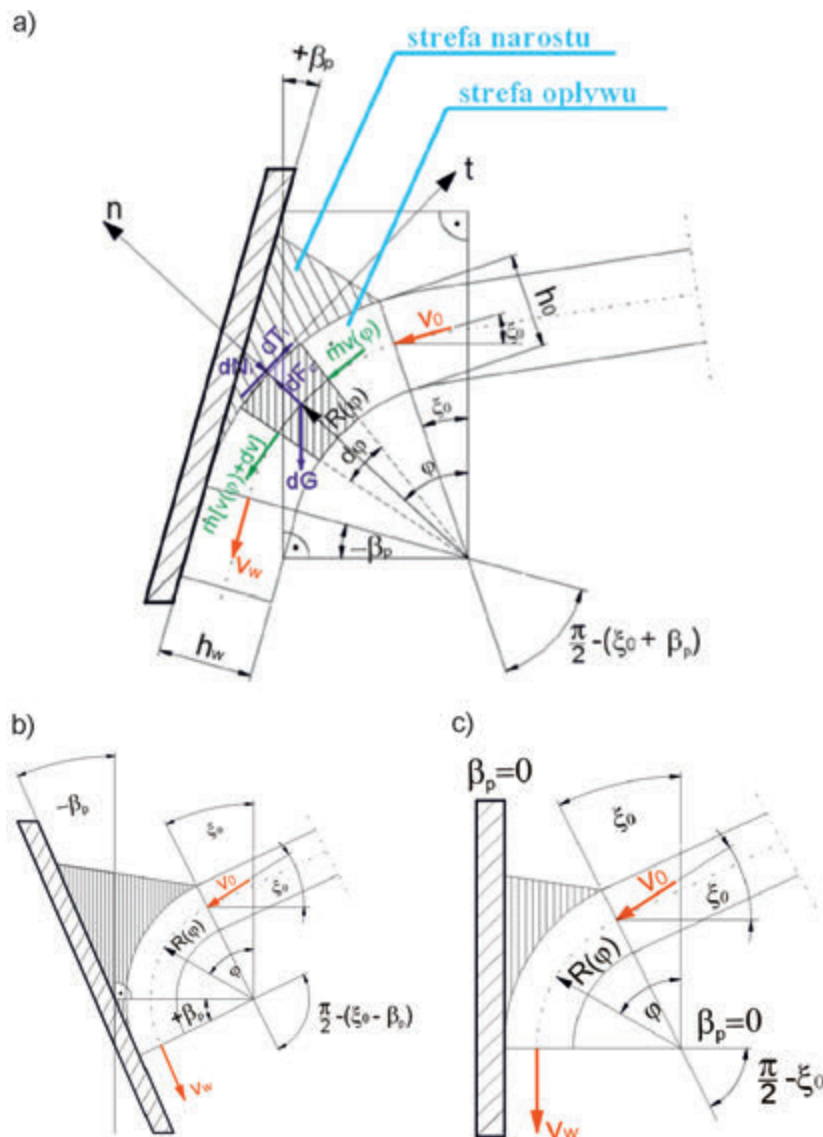 a)
+βp
strefa narostu
strefa opływu
n
t
h₀
v₀
ξ₀
ṁv(φ)
dT
dN
dF
R(φ)
ξ₀
dφ
φ
ṁ[v(φ)+dv]
dG
-βp
vw
hw
π/2-(ξ₀ + βp)
b)
-βp
ξ₀
v₀
ξ₀
R(φ)
φ
+βp
π/2-(ξ₀ - βp)
vw
c)
βp=0
ξ₀
v₀
ξ₀
R(φ)
φ
βp=0
π/2-ξ₀
vw